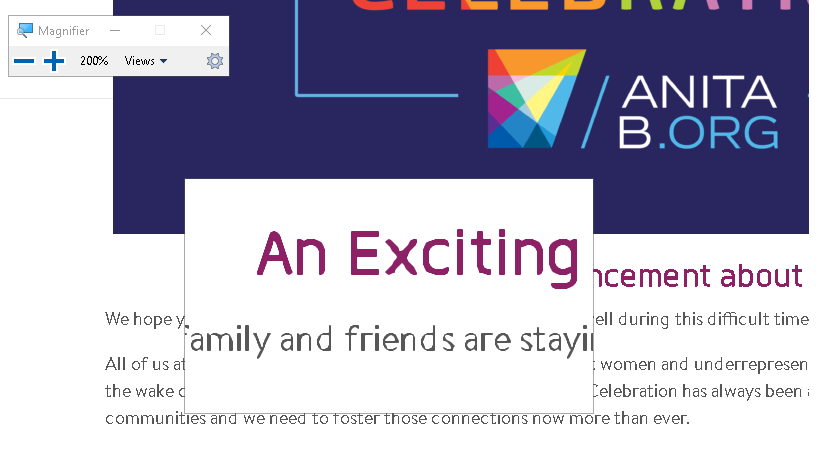 CELEBRATI
Magnifier
200% Views
ANITA
B.ORG
An Exciting
ncement about
We hope y
family and friends are stayi
ell during this difficult time
All of us at
women and underrepresen
the wake o
Celebration has always been
communities and we need to foster those connections now more than ever.